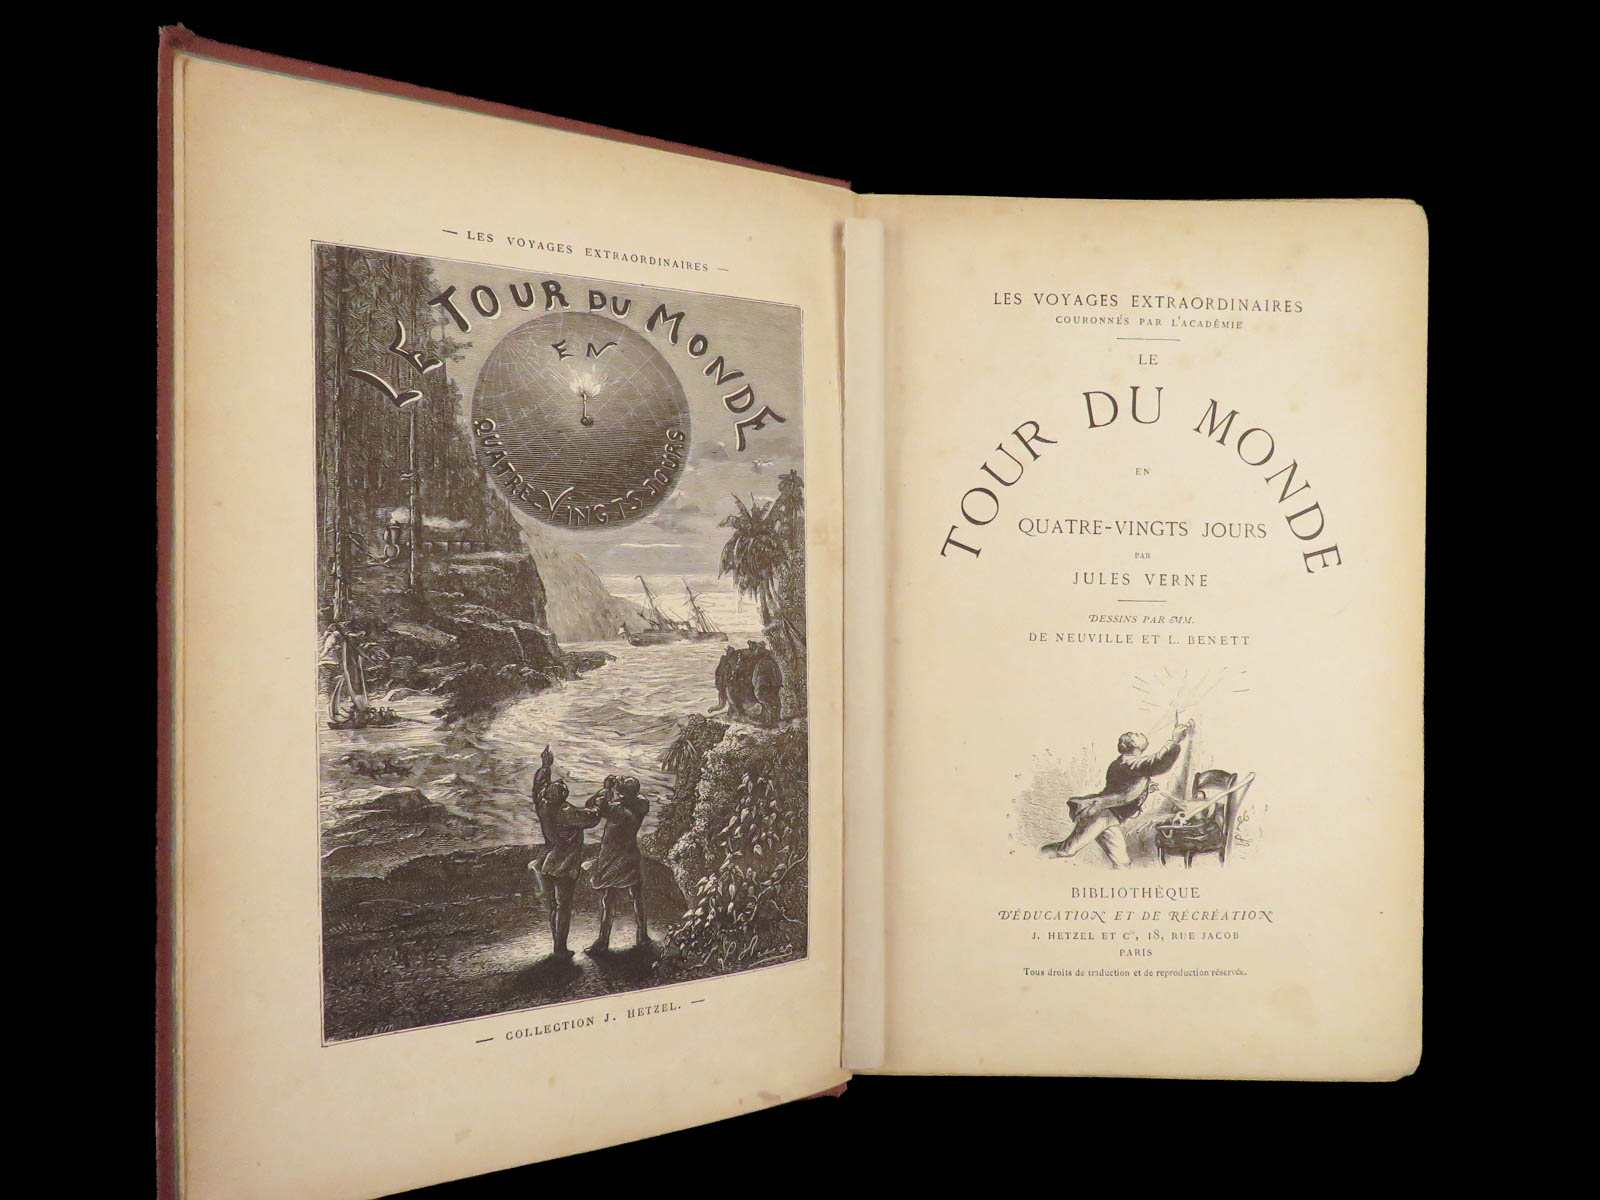 — LES VOYAGES EXTRAORDINAIRES —
LE TOUR DU MONDE
EN
QUATRE-VINGTS JOURS
— COLLECTION J. HETZEL. —
LES VOYAGES EXTRAORDINAIRES
COURONNÉS PAR L'ACADÉMIE
LE
TOUR DU MONDE
EN
QUATRE-VINGTS JOURS
PAR
JULES VERNE
DESSINS PAR MM.
DE NEUVILLE ET L. BENETT
BIBLIOTHÈQUE
D'ÉDUCATION ET DE RÉCRÉATION
J. HETZEL ET Cie, 18, RUE JACOB
PARIS
Tous droits de traduction et de reproduction réservés.